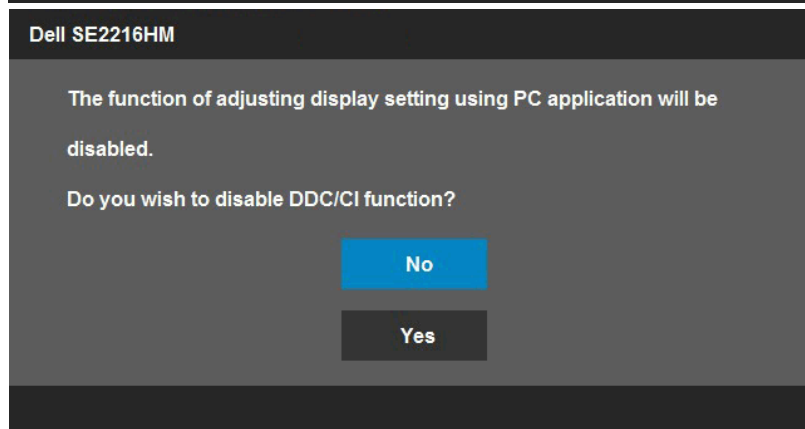 Dell SE2216HM
The function of adjusting display setting using PC application will be
disabled.
Do you wish to disable DDC/CI function?
No
Yes